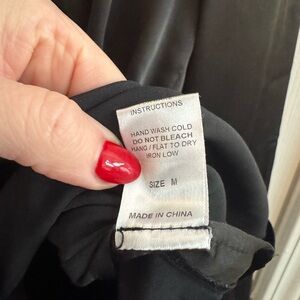 INSTRUCTIONS
HAND WASH COLD
DO NOT BLEACH
HANG / FLAT TO DRY
IRON LOW
SIZE M
MADE IN CHINA